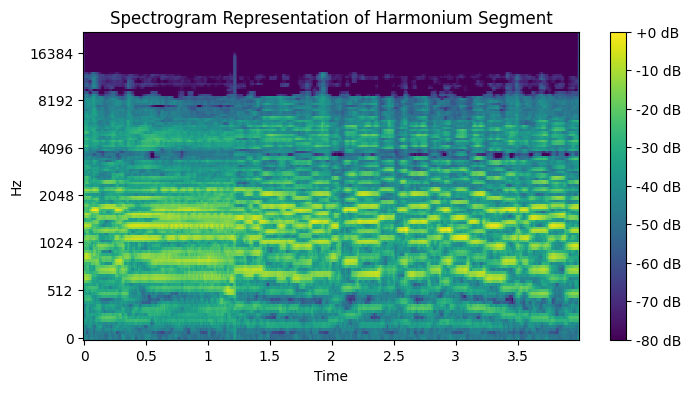 Spectrogram Representation of Harmonium Segment
Hz
16384
8192
4096
2048
1024
512
0
0
0.5
1
1.5
2
2.5
3
3.5
Time
+0 dB
-10 dB
-20 dB
-30 dB
-40 dB
-50 dB
-60 dB
-70 dB
-80 dB